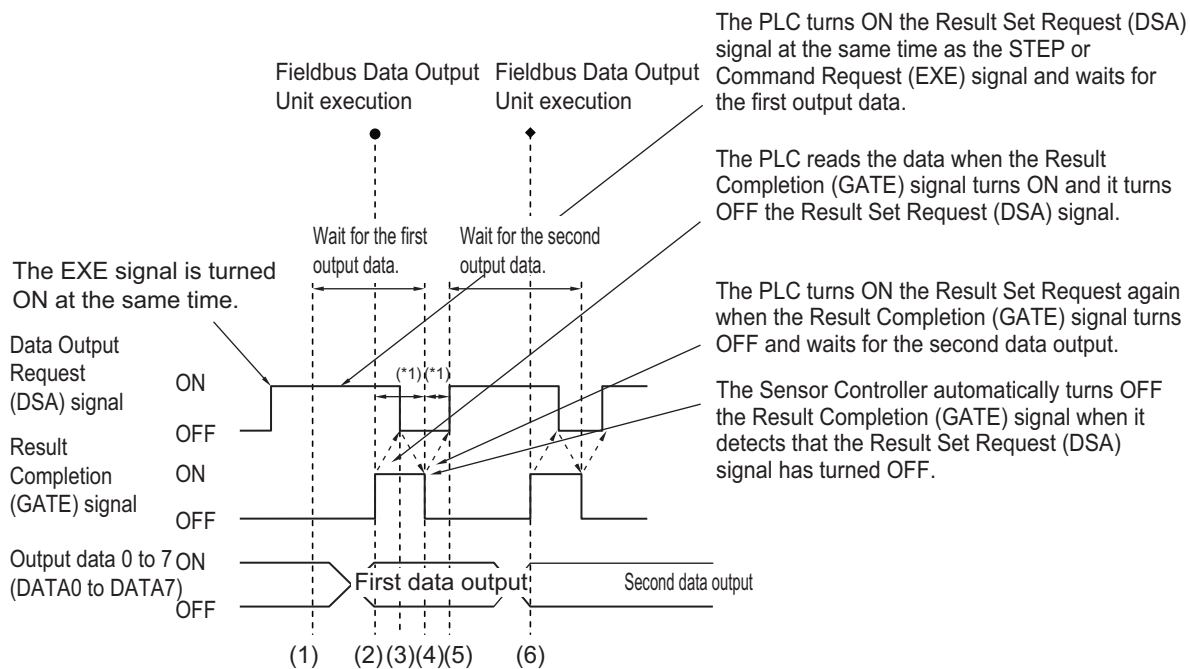 The PLC turns ON the Result Set Request (DSA)
signal at the same time as the STEP or
Command Request (EXE) signal and waits for
the first output data.
Fieldbus Data Output
Unit execution
Fieldbus Data Output
Unit execution
The PLC reads the data when the Result
Completion (GATE) signal turns ON and it turns
OFF the Result Set Request (DSA) signal.
Wait for the first
output data.
Wait for the second
output data.
The EXE signal is turned
ON at the same time.
The PLC turns ON the Result Set Request again
when the Result Completion (GATE) signal turns
OFF and waits for the second data output.
The Sensor Controller automatically turns OFF
the Result Completion (GATE) signal when it
detects that the Result Set Request (DSA)
signal has turned OFF.
Data Output
Request
(DSA) signal
ON
OFF
(*1) (*1)
Result
Completion
(GATE) signal
ON
OFF
Output data 0 to 7
(DATA0 to DATA7)
ON
OFF
First data output
Second data output
(1) (2) (3) (4) (5) (6)